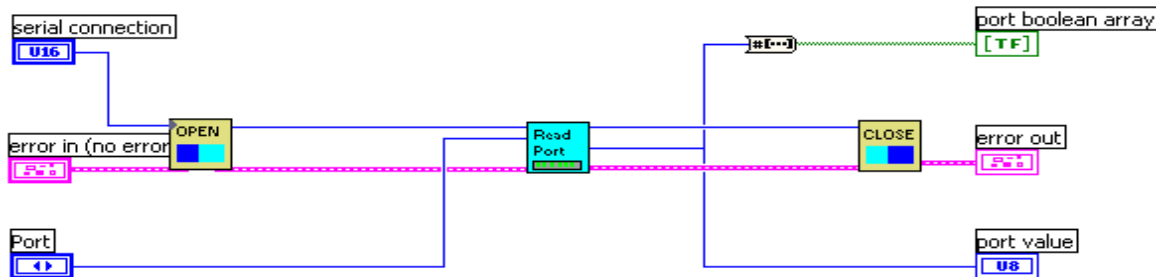 serial connection
U16
port boolean array
#[...]
[TF]
OPEN
error in (no error
Read
Port
CLOSE
error out
Port
port value
U8